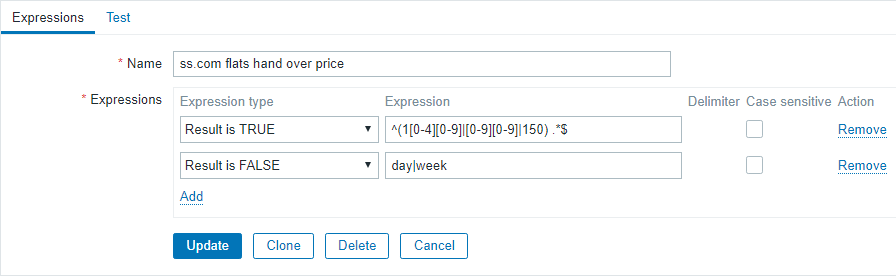 Expressions Test
* Name ss.com flats hand over price
* Expressions Expression type Expression Delimiter Case sensitive Action
Result is TRUE ^(1[0-4][0-9]|[0-9][0-9]|150) .*$ Remove
Result is FALSE day|week Remove
Add
Update Clone Delete Cancel